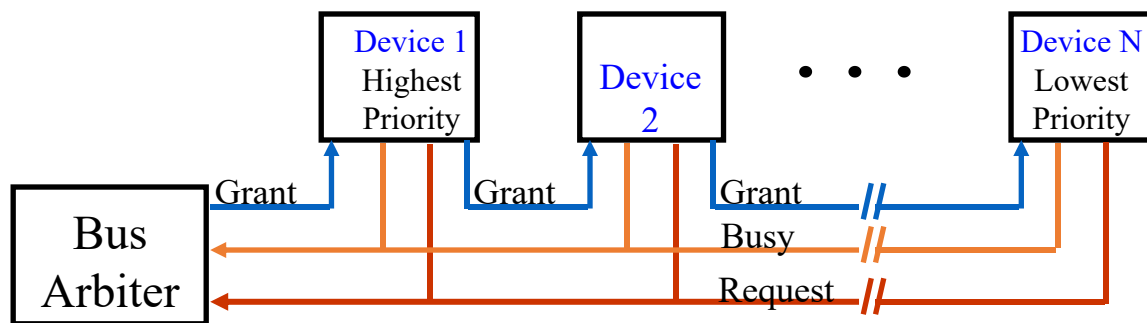 Device 1
Highest
Priority
Device
2
• • •
Device N
Lowest
Priority
Grant
Grant
Grant
Bus
Arbiter
Busy
Request